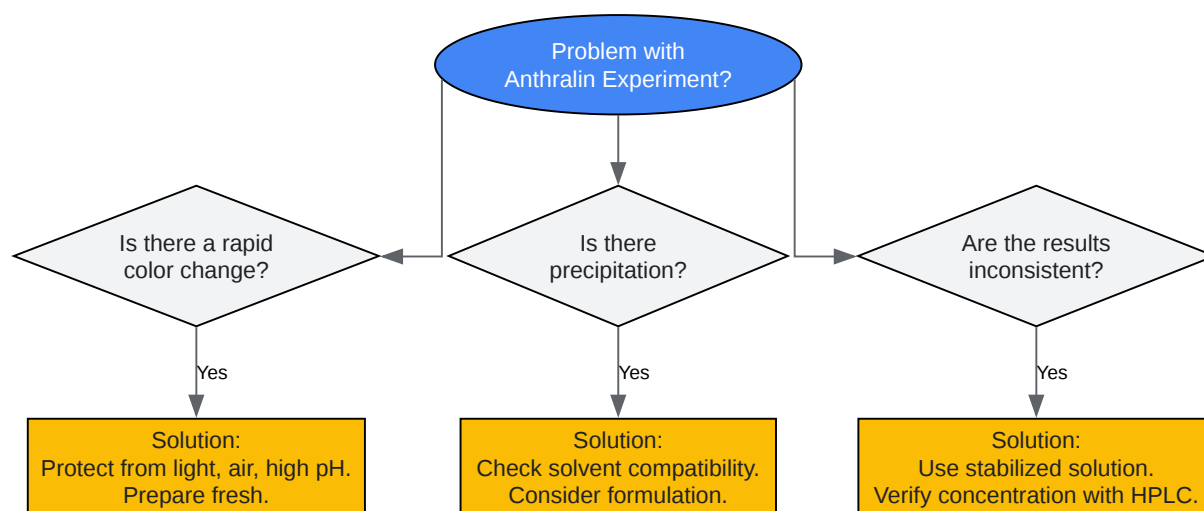 Problem with
Anthralin Experiment?
Is there a rapid
color change?
Is there
precipitation?
Are the results
inconsistent?
Yes
Yes
Yes
Solution:
Protect from light, air, high pH.
Prepare fresh.
Solution:
Check solvent compatibility.
Consider formulation.
Solution:
Use stabilized solution.
Verify concentration with HPLC.